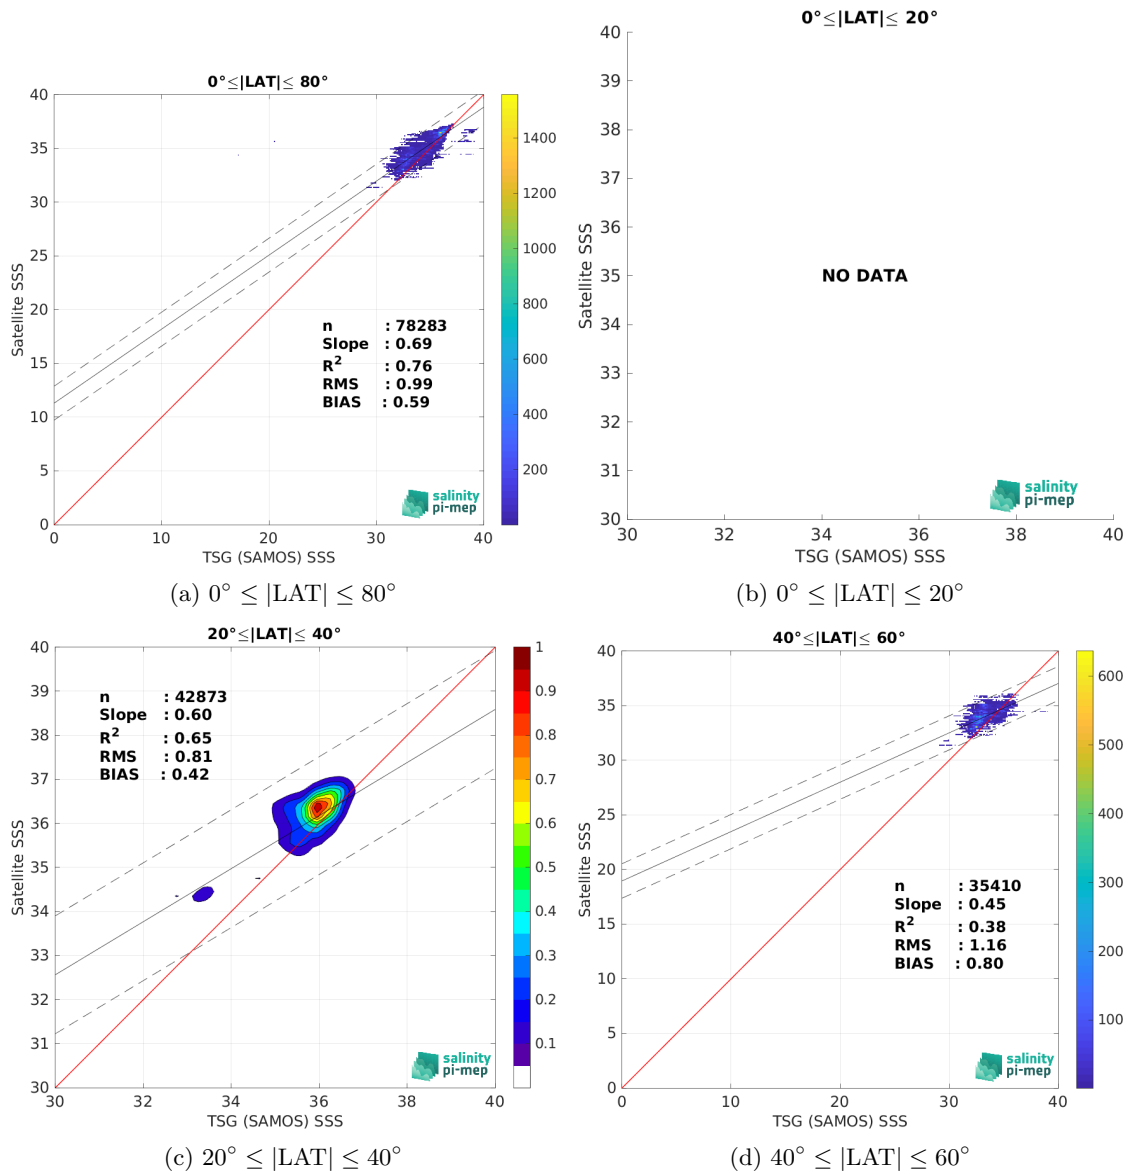 0°≤|LAT|≤ 80°
40
35
30
25
20
15
10
5
0
0
10
20
30
40
Satellite SSS
TSG (SAMOS) SSS
n : 78283
Slope : 0.69
R² : 0.76
RMS : 0.99
BIAS : 0.59
salinity
pi-mep
1400
1200
1000
800
600
400
200
(a) 0° ≤ |LAT| ≤ 80°
0°≤|LAT|≤ 20°
40
39
38
37
36
35
34
33
32
31
30
30
32
34
36
38
40
Satellite SSS
TSG (SAMOS) SSS
NO DATA
salinity
pi-mep
(b) 0° ≤ |LAT| ≤ 20°
20°≤|LAT|≤ 40°
40
39
38
37
36
35
34
33
32
31
30
30
32
34
36
38
40
Satellite SSS
TSG (SAMOS) SSS
n : 42873
Slope : 0.60
R² : 0.65
RMS : 0.81
BIAS : 0.42
salinity
pi-mep
1
0.9
0.8
0.7
0.6
0.5
0.4
0.3
0.2
0.1
(c) 20° ≤ |LAT| ≤ 40°
40°≤|LAT|≤ 60°
40
35
30
25
20
15
10
5
0
0
10
20
30
40
Satellite SSS
TSG (SAMOS) SSS
n : 35410
Slope : 0.45
R² : 0.38
RMS : 1.16
BIAS : 0.80
salinity
pi-mep
600
500
400
300
200
100
(d) 40° ≤ |LAT| ≤ 60°